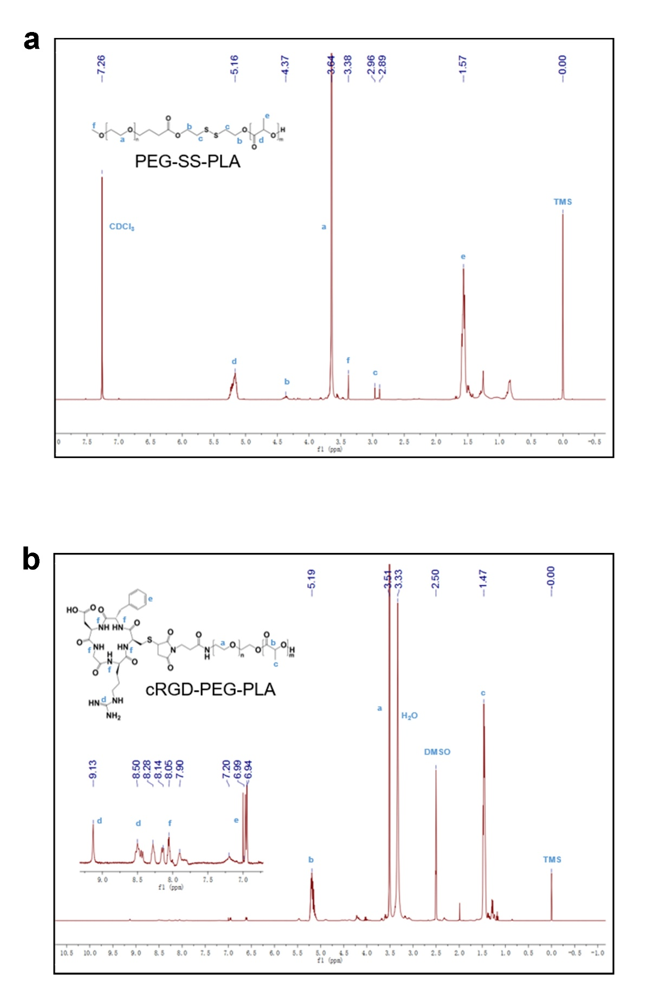 a
7.26
5.16
4.37
3.64
3.38
2.96
2.89
1.57
0.00
f
O
a
O
n
O
O
b
c
S
S
c
b
O
O
d
e
O
H
m
PEG-SS-PLA
CDCl3
TMS
a
e
d
b
f
c
0 7.5 7.0 6.5 6.0 5.5 5.0 4.5 4.0 3.5 3.0 2.5 2.0 1.5 1.0 0.5 0.0 -0.5
f1 (ppm)
b
5.19
3.51
3.33
2.50
1.47
-0.00
HO
O
O
f
NH
HN
f
e
O
O
f
NH
HN
f
S
O
N
O
O
N
H
a
O
n
O
O
b
O
H
m
c
O
H
N
f
O
cRGD-PEG-PLA
HN
d
NH
NH2
a
H2O
DMSO
c
b
TMS
9.13
8.50
8.28
8.14
8.05
7.90
7.20
6.99
6.94
d
d
f
e
9.0 8.5 8.0 7.5 7.0
f1 (ppm)
10.5 10.0 9.5 9.0 8.5 8.0 7.5 7.0 6.5 6.0 5.5 5.0 4.5 4.0 3.5 3.0 2.5 2.0 1.5 1.0 0.0 -0.5 -1.0
f1 (ppm)